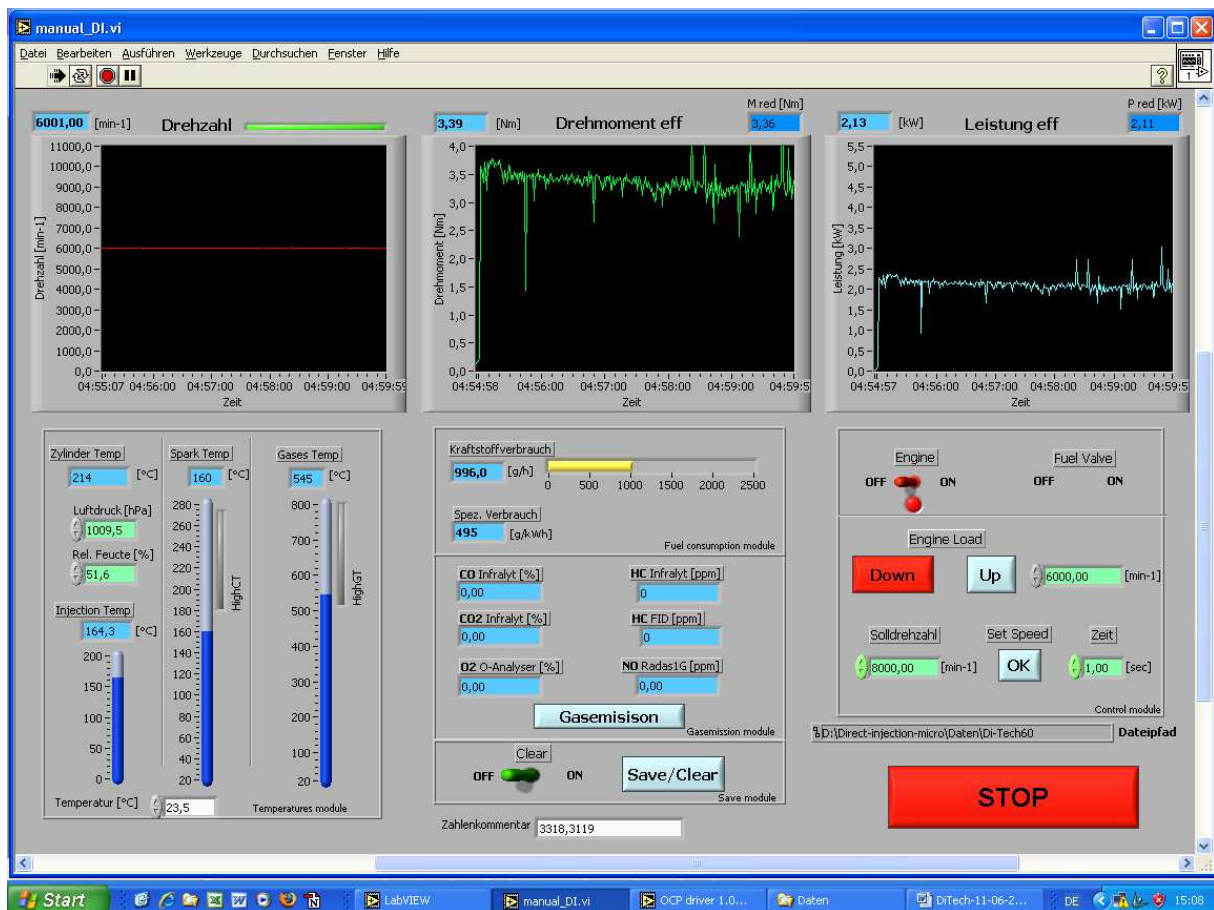 manual_DI.vi
Datei Bearbeiten Ausführen Werkzeuge Durchsuchen Fenster Hilfe
1
6001,00 [min-1] Drehzahl
11000,0
10000,0
9000,0
8000,0
7000,0
6000,0
5000,0
4000,0
3000,0
2000,0
1000,0
0,0
Drehzahl [min-1]
04:55:07 04:56:00 04:57:00 04:58:00 04:59:00 04:59:59
Zeit
M red [Nm]
3,39 [Nm] Drehmoment eff 3,36
4,0
3,5
3,0
2,5
2,0
1,5
1,0
0,5
0,0
Drehmoment [Nm]
04:54:58 04:56:00 04:57:00 04:58:00 04:59:00 04:59:5
Zeit
P red [kW]
2,13 [kW] Leistung eff 2,11
5,5
5,0
4,5
4,0
3,5
3,0
2,5
2,0
1,5
1,0
0,5
0,0
Leistung [kW]
04:54:57 04:56:00 04:57:00 04:58:00 04:59:00 04:59:5
Zeit
Zylinder Temp
214 [°C]
Luftdruck [hPa]
1009,5
Rel. Feuchte [%]
51,6
Injection Temp
164,3 [°C]
200
150
100
50
0
Temperatur [°C] 23,5
Spark Temp
160 [°C]
280
260
240
220
200
180
160
140
120
100
80
60
40
20
HighCT
Gases Temp
545 [°C]
800
700
600
500
400
300
200
100
20
HighGT
Temperatures module
Kraftstoffverbrauch
996,0 [g/h]
0 500 1000 1500 2000 2500
Spez. Verbrauch
495 [g/kWh]
Fuel consumption module
CO Infralyt [%] HC Infralyt [ppm]
0,00 0
CO2 Infralyt [%] HC FID [ppm]
0,00 0
O2 O-Analyser [%] NO Radas1G [ppm]
0,00 0,00
Gasemisison
Gasmission module
Clear
OFF ON Save/Clear
Save module
Zahlenkommentar 3318,3119
Engine Fuel Valve
OFF ON OFF ON
Engine Load
Down Up 6000,00 [min-1]
Solldrehzahl Set Speed Zeit
8000,00 [min-1] OK 1,00 [sec]
Control module
D:\Direct-injection-micro\Daten\Di-Tech60 Dateipfad
STOP
Start LabVIEW manual_DI.vi OCP driver 1.0... Daten DiTech-11-06-2... DE 15:08